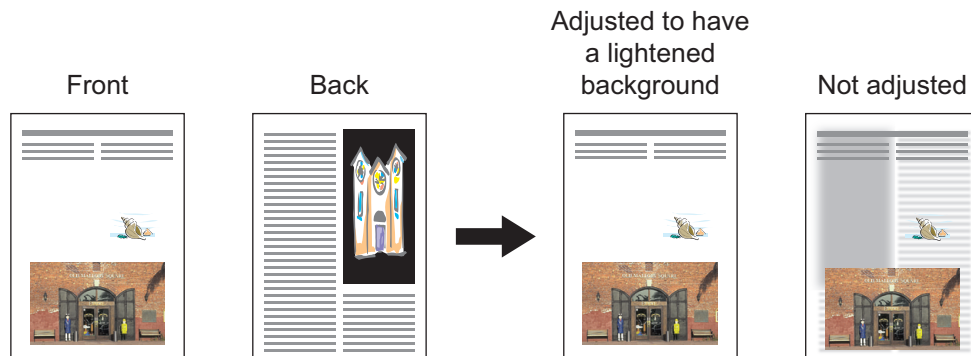 Front
Back
Adjusted to have
a lightened
background
Not adjusted